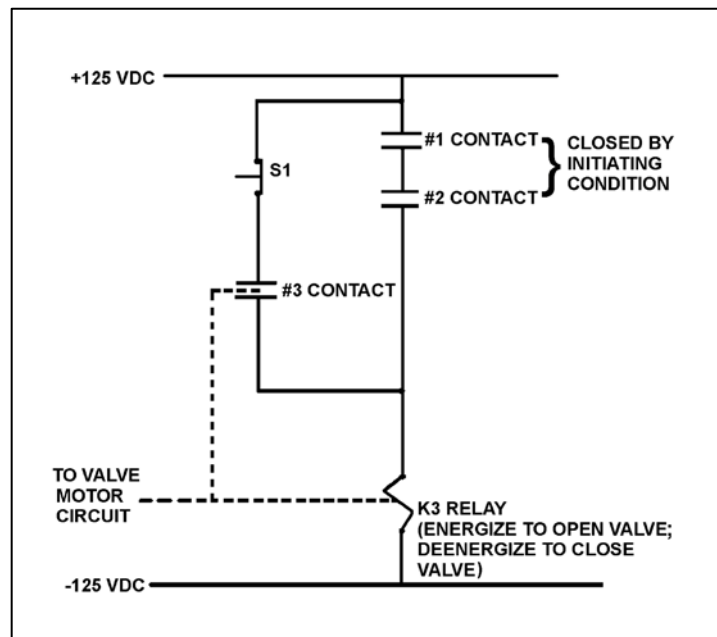 +125 VDC
#1 CONTACT
CLOSED BY
INITIATING
CONDITION
S1
#2 CONTACT
#3 CONTACT
TO VALVE
MOTOR
CIRCUIT
K3 RELAY
(ENERGIZE TO OPEN VALVE;
DEENERGIZE TO CLOSE
VALVE)
-125 VDC